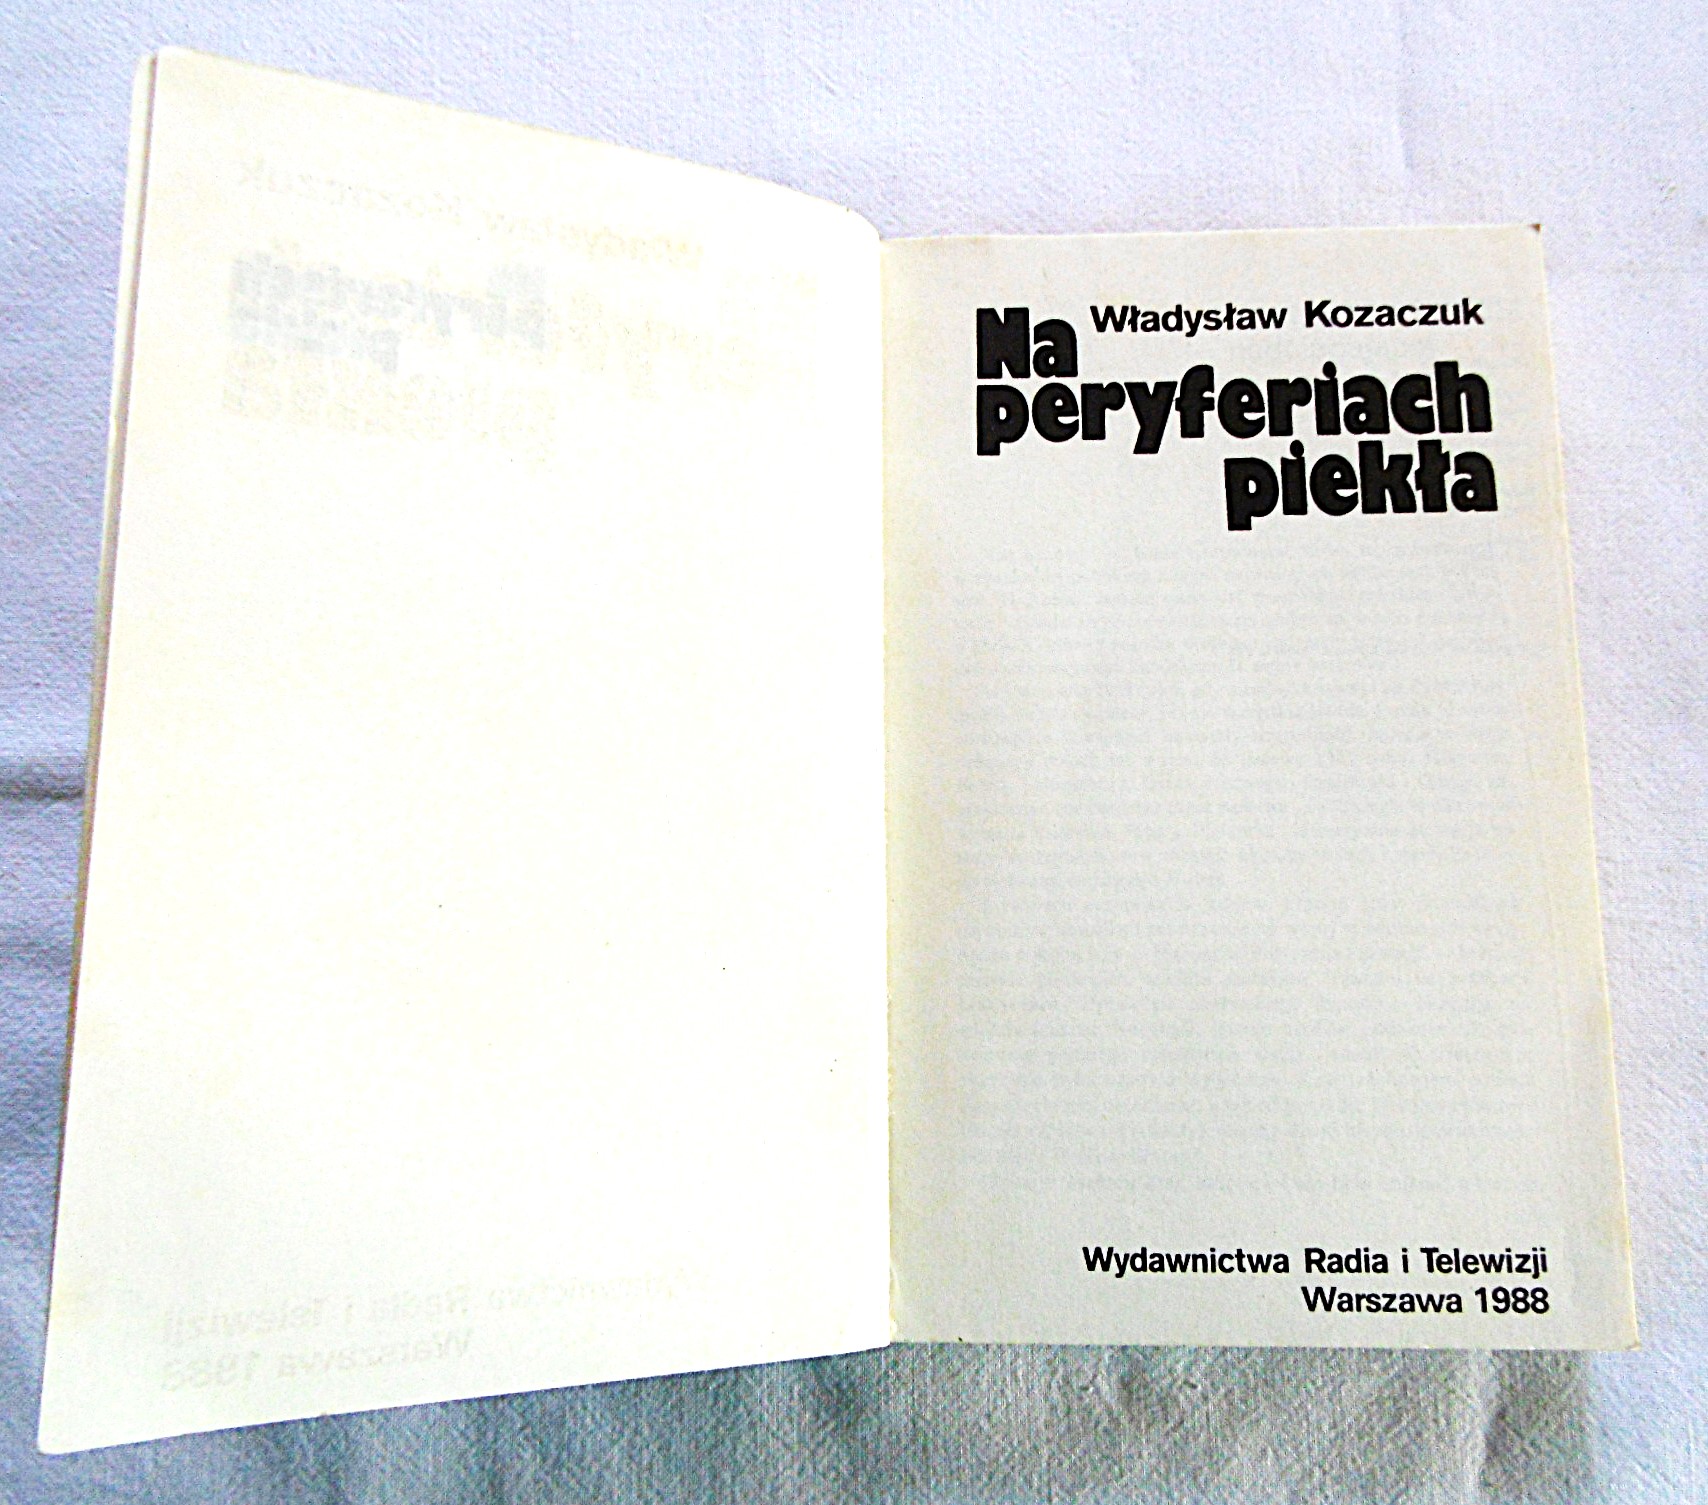 Władysław Kozaczuk
Na
peryferiach
piekła
Wydawnictwa Radia i Telewizji
Warszawa 1988